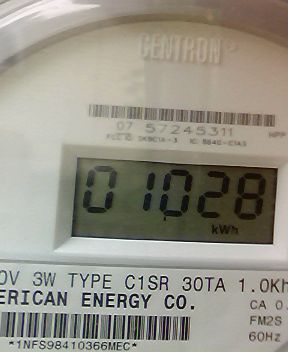 CENTRON
07 57245311
01028
kWh
0V 3W TYPE C1SR 30TA 1.0Kh
ERICAN ENERGY CO.
CA 0.
FM2S
60Hz
*1NFS98410366MEC*